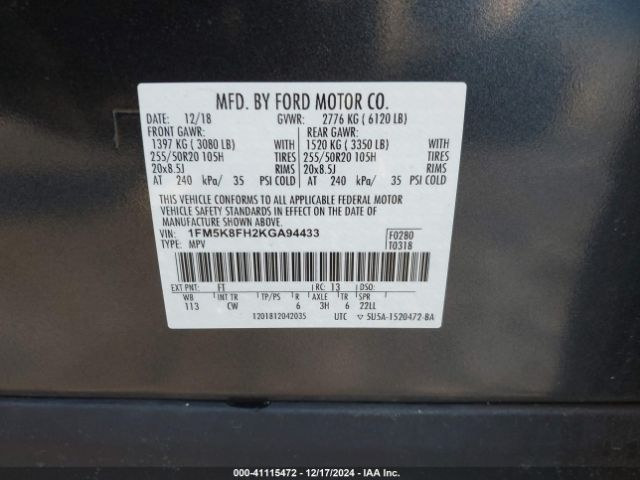 MFD. BY FORD MOTOR CO.
DATE: 12/18 GVWR: 2776 KG ( 6120 LB)
FRONT GAWR: REAR GAWR:
1397 KG ( 3080 LB) WITH 1520 KG ( 3350 LB) WITH
255/50R20 105H TIRES 255/50R20 105H TIRES
20x8.5J RIMS 20x8.5J RIMS
AT 240 kPa/ 35 PSI COLD AT 240 kPa/ 35 PSI COLD
THIS VEHICLE CONFORMS TO ALL APPLICABLE FEDERAL MOTOR
VEHICLE SAFETY STANDARDS IN EFFECT ON THE DATE OF MANUFACTURE
SHOWN ABOVE.
VIN: 1FM5K8FH2KGA94433 F0280
TYPE: MPV T0318
EXT PNT: FT RC: 13 DSO:
WB INT TR TP/PS R AXLE TR SPR
113 CW 6 3H 6 22LL
1201812042035 UTC ▽ 5U5A-1520472-BA
000-41115472 - 12/17/2024 - IAA Inc.